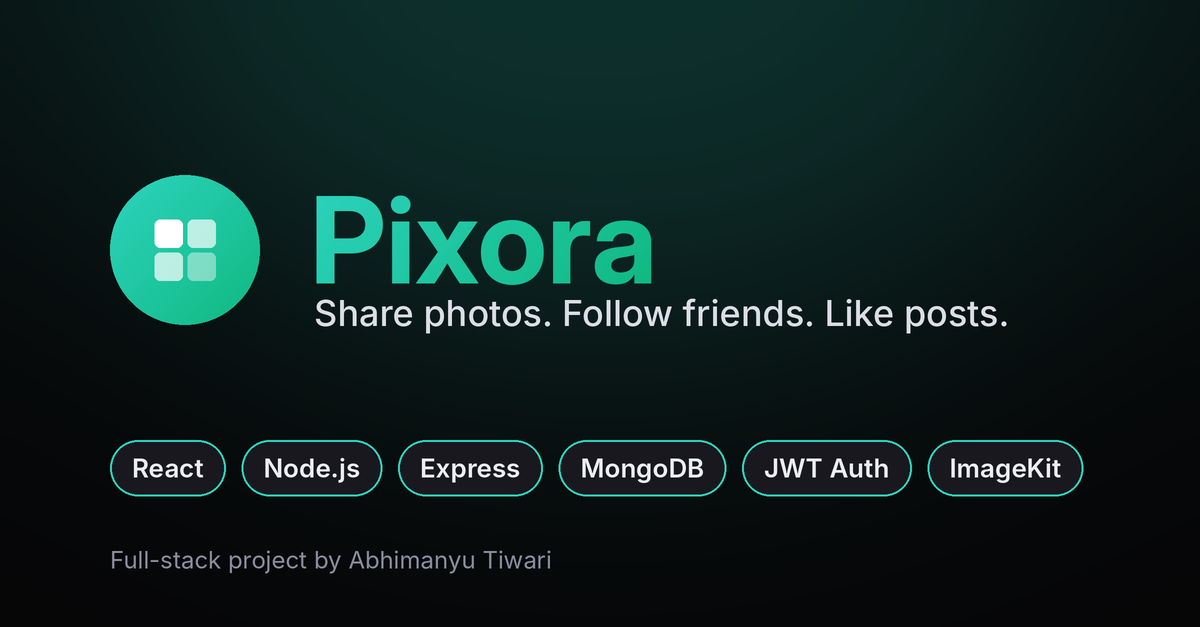 Pixora
Share photos. Follow friends. Like posts.
React Node.js Express MongoDB JWT Auth ImageKit
Full-stack project by Abhimanyu Tiwari